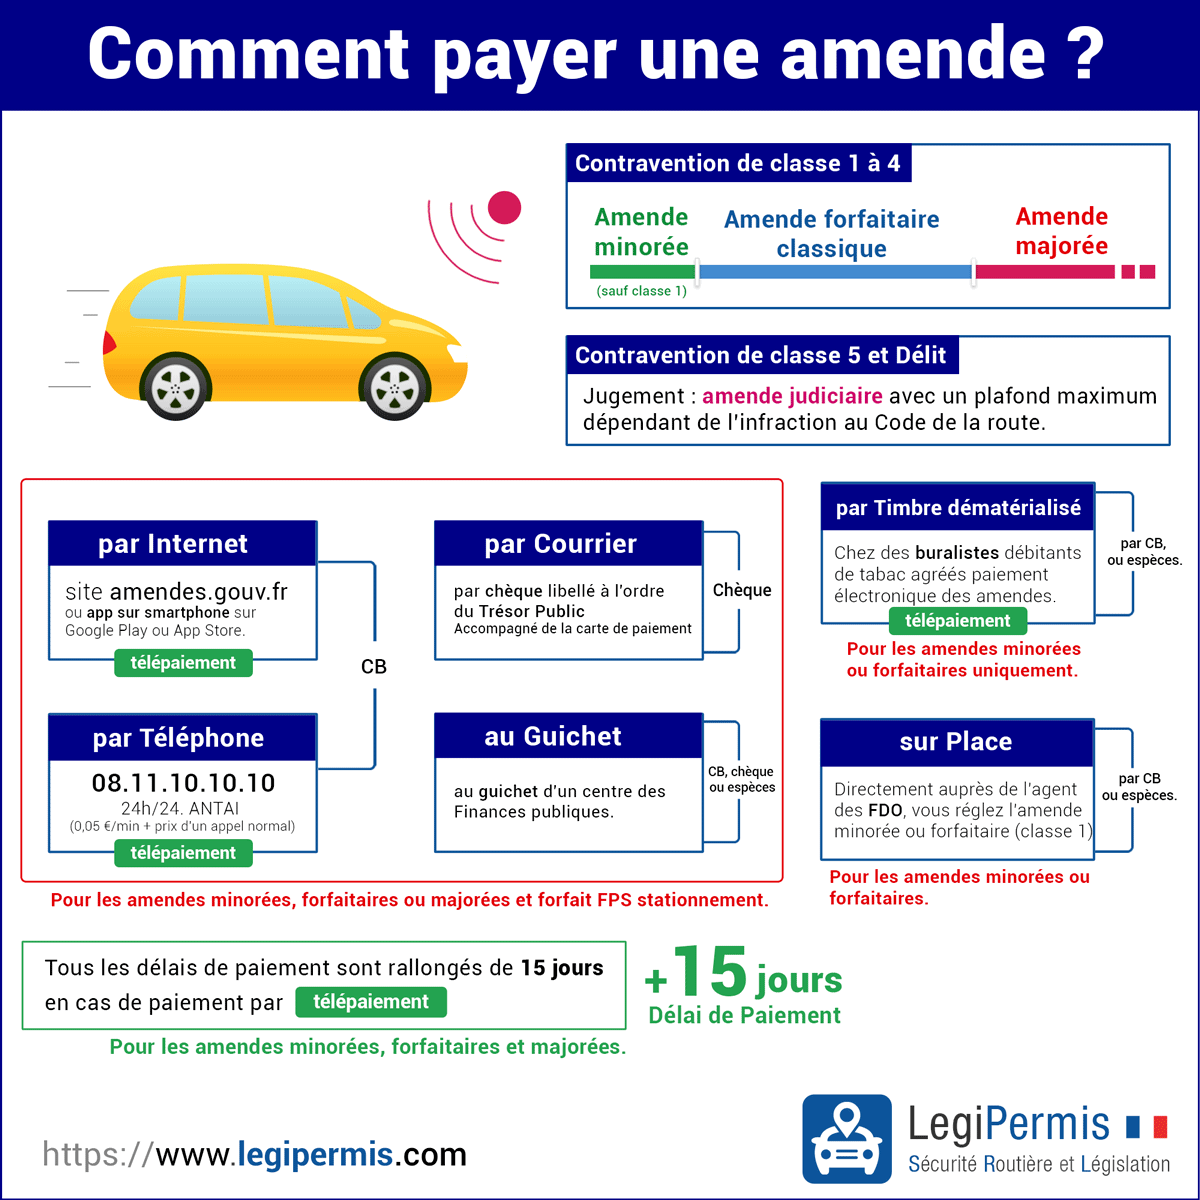 Comment payer une amende ?
Contravention de classe 1 à 4
Amende
minorée
(sauf classe 1)
Amende forfaitaire
classique
Amende
majorée
Contravention de classe 5 et Délit
Jugement : amende judiciaire avec un plafond maximum
dépendant de l'infraction au Code de la route.
par Internet
site amendes.gouv.fr
ou app sur smartphone sur
Google Play ou App Store.
télépaiement
par Téléphone
08.11.10.10.10
24h/24. ANTAI
(0,05 €/min + prix d'un appel normal)
télépaiement
CB
par Courrier
par chèque libellé à l'ordre
du Trésor Public
Accompagné de la carte de paiement
Chèque
au Guichet
au guichet d'un centre des
Finances publiques.
CB, chèque
ou espèces
Pour les amendes minorées, forfaitaires ou majorées et forfait FPS stationnement.
par Timbre dématérialisé
Chez des buralistes débitants
de tabac agréés paiement
électronique des amendes.
télépaiement
par CB,
ou espèces.
Pour les amendes minorées
ou forfaitaires uniquement.
sur Place
Directement auprès de l'agent
des FDO, vous réglez l'amende
minorée ou forfaitaire (classe 1)
par CB
ou espèces.
Pour les amendes minorées ou
forfaitaires.
Tous les délais de paiement sont rallongés de 15 jours
en cas de paiement par télépaiement
Pour les amendes minorées, forfaitaires et majorées.
+15 jours
Délai de Paiement
https://www.legipermis.com
LegiPermis
Sécurité Routière et Législation